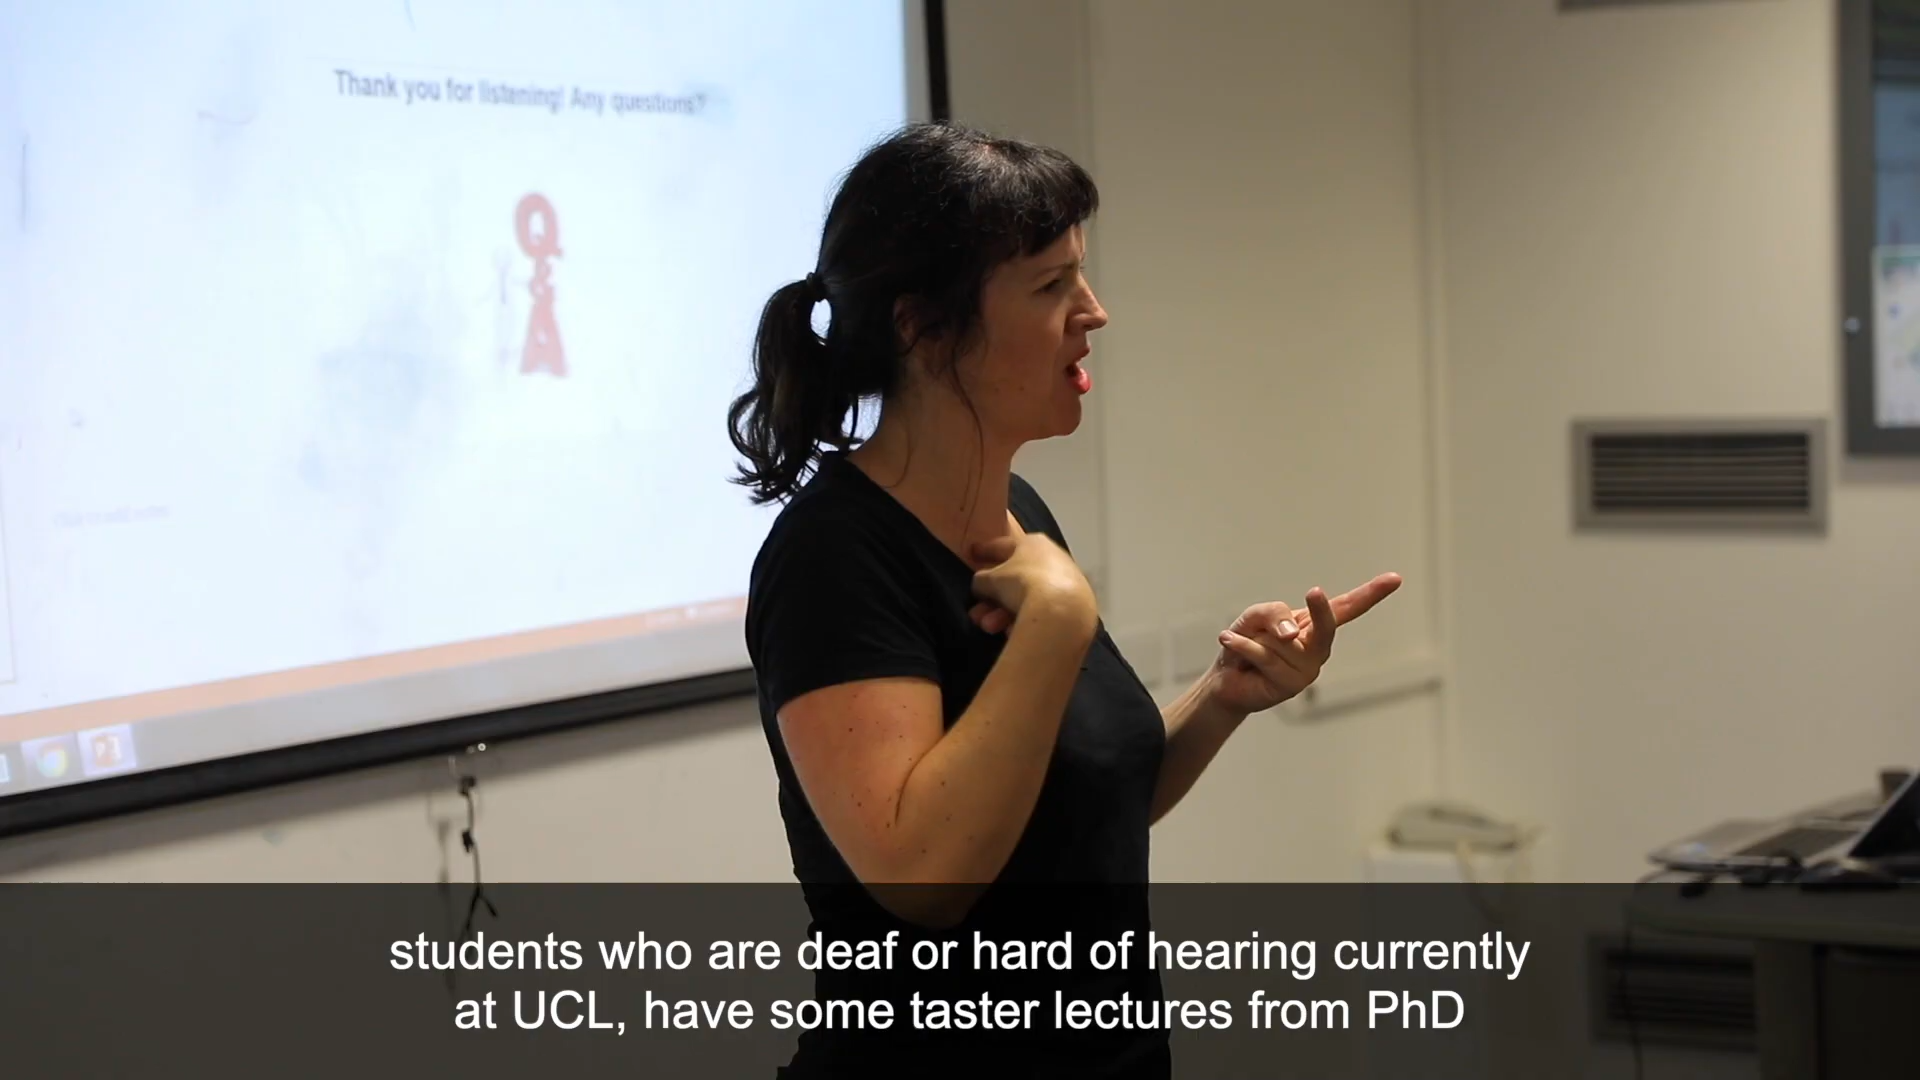 Thank you for listening! Any questions?
Q
&
A
students who are deaf or hard of hearing currently
at UCL, have some taster lectures from PhD